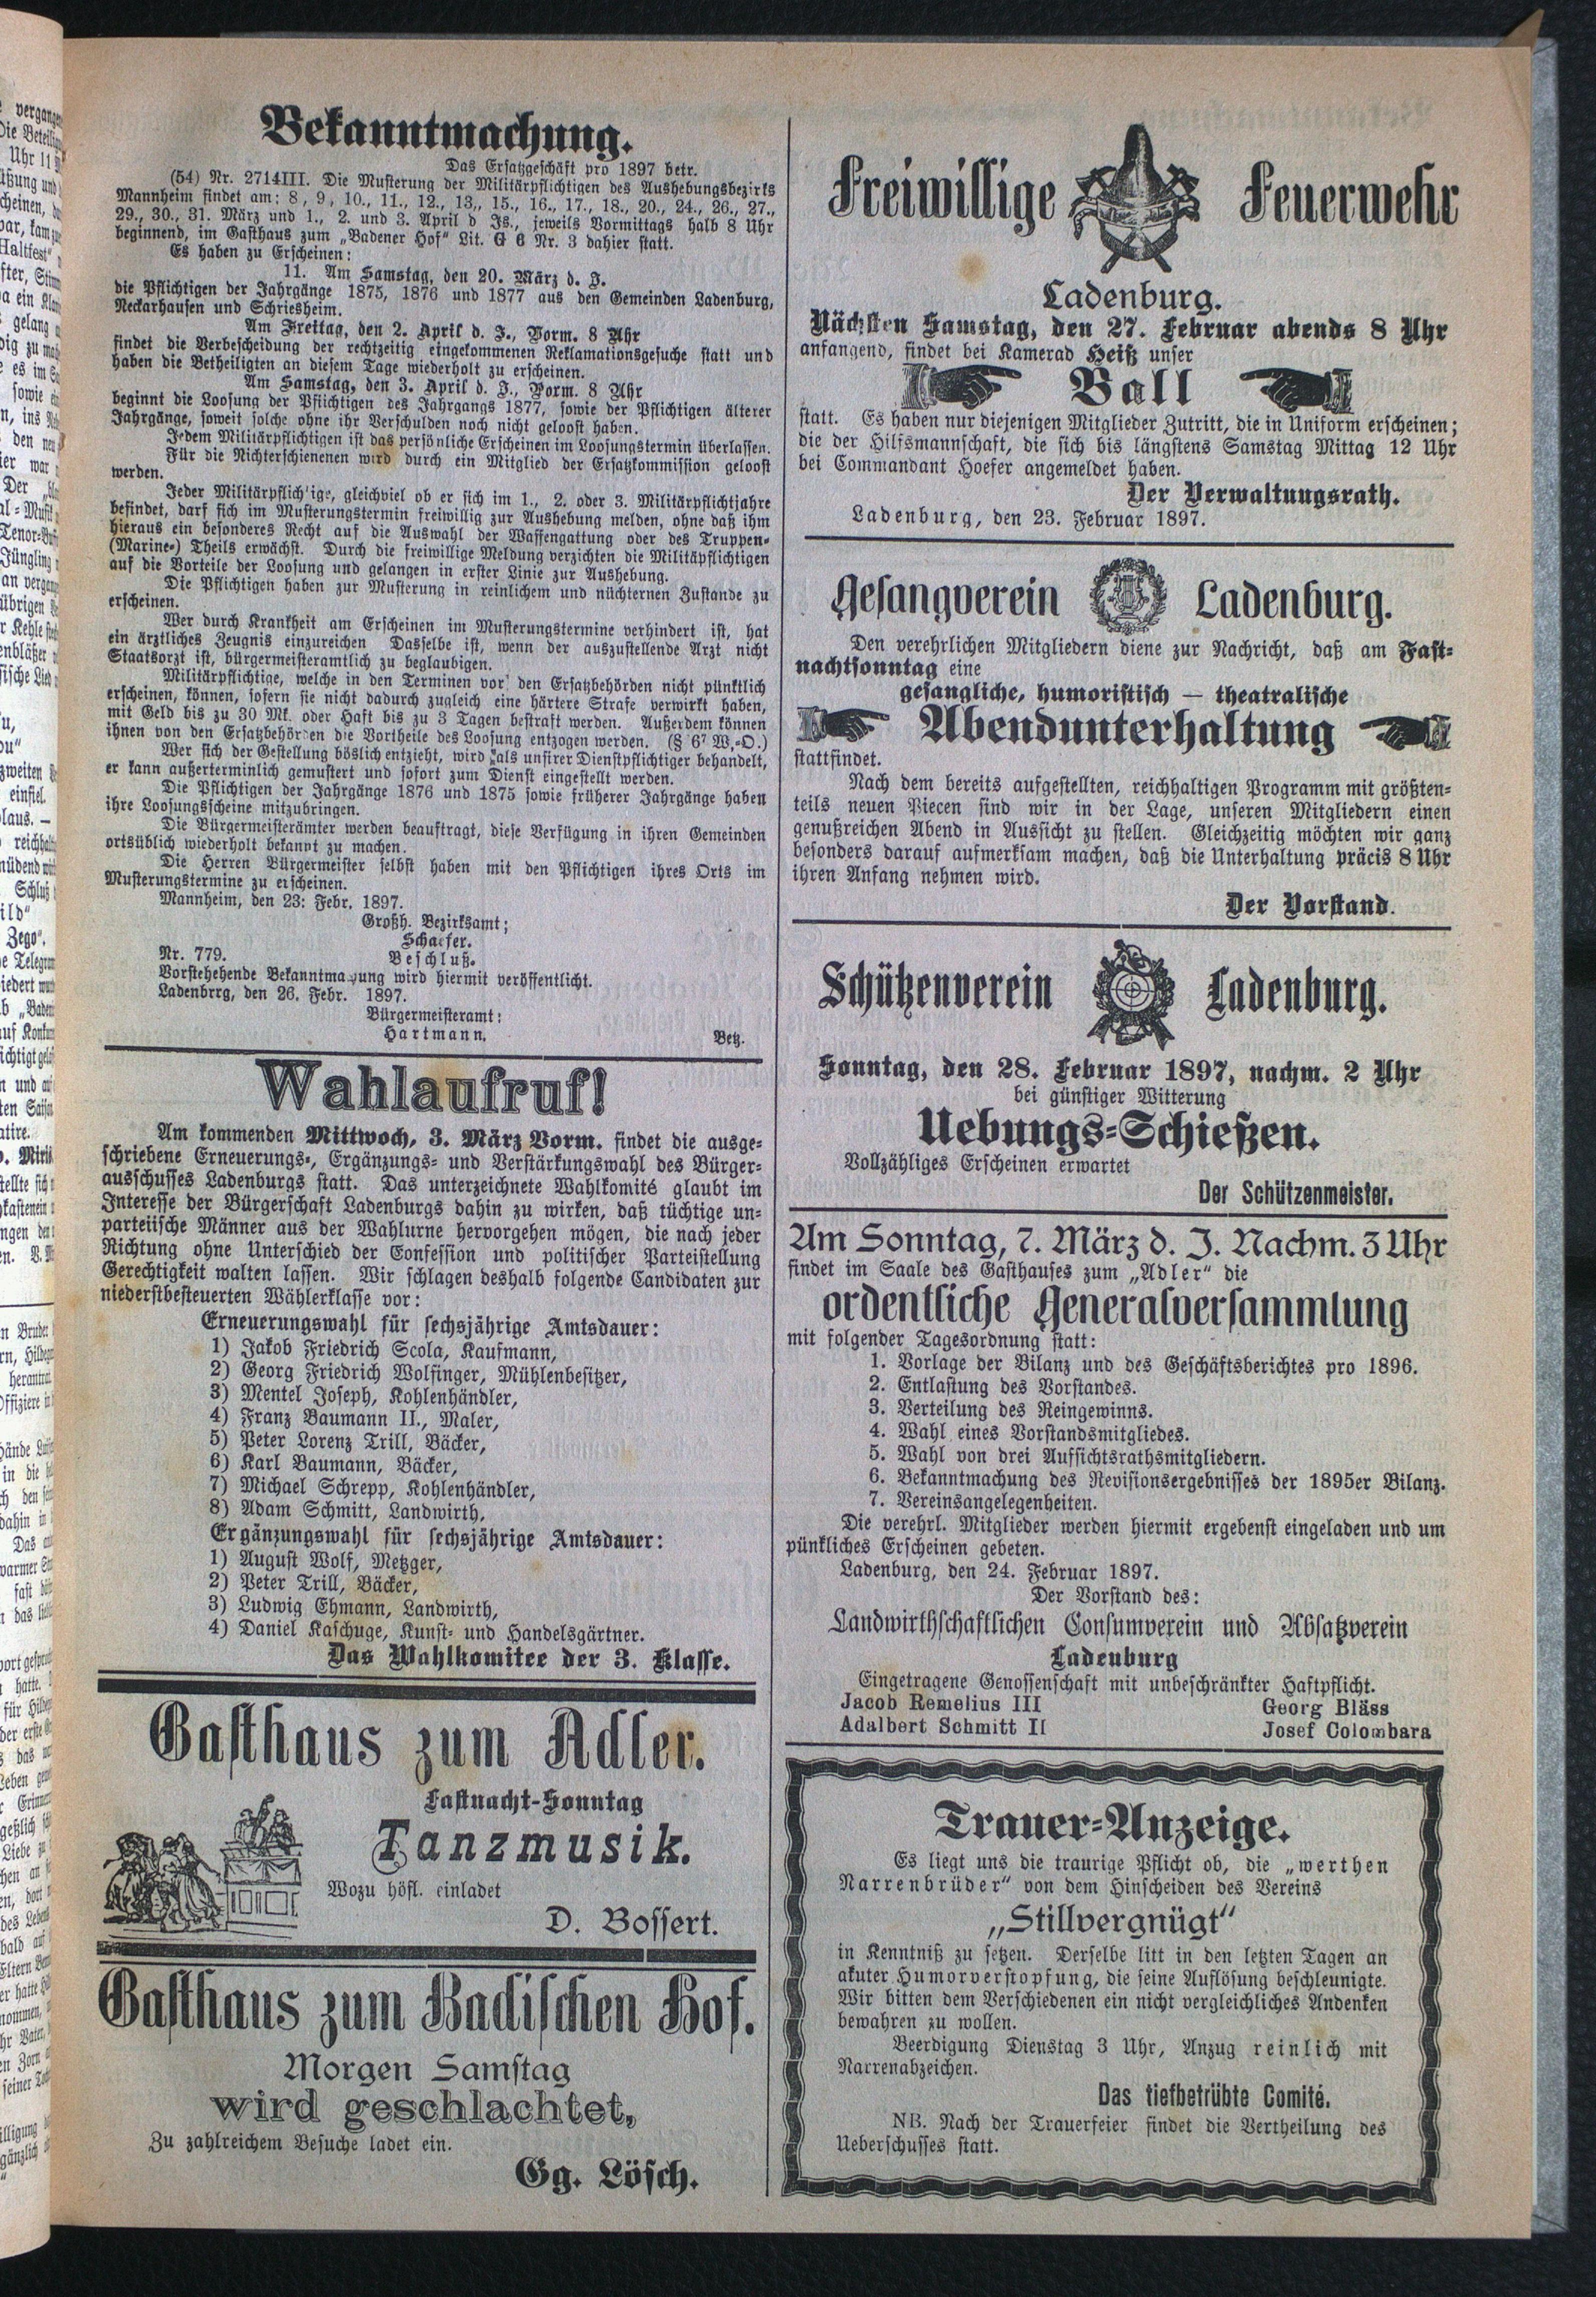 Bekanntmachung.
Das Ersatzgeschäft pro 1897 betr.
(54) Nr. 2714III. Die Musterung der Militärpflichtigen des Aushebungsbezirks
Mannheim findet am: 8, 9, 10., 11., 12., 13., 15., 16., 17., 18., 20., 24., 26., 27.,
29., 30., 31. März und 1., 2. und 3. April d Js., jeweils Vormittags halb 8 Uhr
beginnend, im Gasthaus zum „Badener Hof“ Lit. G 6 Nr. 3 dahier statt.
Es haben zu Erscheinen:
11. Am Samstag, den 20. März d. J.
die Pflichtigen der Jahrgänge 1875, 1876 und 1877 aus den Gemeinden Ladenburg,
Neckarhausen und Schriesheim.
Am Freitag, den 2. April d. J., Vorm. 8 Uhr
findet die Verbescheidung der rechtzeitig eingekommenen Reklamationsgesuche statt und
haben die Betheiligten an diesem Tage wiederholt zu erscheinen.
Am Samstag, den 3. April d. J., Vorm. 8 Uhr
beginnt die Loosung der Pflichtigen des Jahrgangs 1877, sowie der Pflichtigen älterer
Jahrgänge, soweit solche ohne ihr Verschulden noch nicht geloost haben.
Jedem Militärpflichtigen ist das persönliche Erscheinen im Loosungstermin überlassen.
Für die Nichterschienenen wird durch ein Mitglied der Ersatzkommission geloost
werden.
Jeder Militärpflich'ige, gleichviel ob er sich im 1., 2. oder 3. Militärpflichtjahre
befindet, darf sich im Musterungstermin freiwillig zur Aushebung melden, ohne daß ihm
hieraus ein besonderes Recht auf die Auswahl der Waffengattung oder des Truppen-
(Marine-) Theils erwächst. Durch die freiwillige Meldung verzichten die Militäpflichtigen
auf die Vorteile der Loosung und gelangen in erster Linie zur Aushebung.
Die Pflichtigen haben zur Musterung in reinlichem und nüchternen Zustande zu
erscheinen.
Wer durch Krankheit am Erscheinen im Musterungstermine verhindert ist, hat
ein ärztliches Zeugnis einzureichen Dasselbe ist, wenn der auszustellende Arzt nicht
Staatsorzt ist, bürgermeisteramtlich zu beglaubigen.
Militärpflichtige, welche in den Terminen vor den Ersatzbehörden nicht pünktlich
erscheinen, können, sofern sie nicht dadurch zugleich eine härtere Strafe verwirkt haben,
mit Geld bis zu 30 Mk. oder Haft bis zu 3 Tagen bestraft werden. Außerdem können
ihnen von den Ersatzbehörden die Vortheile des Loosung entzogen werden. (§ 67 W.-O.)
Wer sich der Gestellung böslich entzieht, wird als unsirer Dienstpflichtiger behandelt,
er kann außerterminlich gemustert und sofort zum Dienst eingestellt werden.
Die Pflichtigen der Jahrgänge 1876 und 1875 sowie früherer Jahrgänge haben
ihre Loosungsscheine mitzubringen.
Die Bürgermeisterämter werden beauftragt, diese Verfügung in ihren Gemeinden
ortsüblich wiederholt bekannt zu machen.
Die Herren Bürgermeister selbst haben mit den Pflichtigen ihres Orts im
Musterungstermine zu erscheinen.
Mannheim, den 23: Febr. 1897.
Großh. Bezirksamt;
Schaefer.
Nr. 779. Beschluß.
Vorstehehende Bekanntma ung wird hiermit veröffentlicht.
Ladenbrrg, den 26. Febr. 1897.
Bürgermeisteramt:
Hartmann. Betz.
Wahlaufruf!
Am kommenden Mittwoch, 3. März Vorm. findet die ausge-
schriebene Erneuerungs-, Ergänzungs- und Verstärkungswahl des Bürger-
ausschusses Ladenburgs statt. Das unterzeichnete Wahlkomité glaubt im
Interesse der Bürgerschaft Ladenburgs dahin zu wirken, daß tüchtige un-
parteiische Männer aus der Wahlurne hervorgehen mögen, die nach jeder
Richtung ohne Unterschied der Confession und politischer Parteistellung
Gerechtigkeit walten lassen. Wir schlagen deshalb folgende Candidaten zur
niederstbesteuerten Wählerklasse vor:
Erneuerungswahl für sechsjährige Amtsdauer:
1) Jakob Friedrich Scola, Kaufmann,
2) Georg Friedrich Wolfinger, Mühlenbesitzer,
3) Mentel Joseph, Kohlenhändler,
4) Franz Baumann II., Maler,
5) Peter Lorenz Trill, Bäcker,
6) Karl Baumann, Bäcker,
7) Michael Schrepp, Kohlenhändler,
8) Adam Schmitt, Landwirth,
Ergänzungswahl für sechsjährige Amtsdauer:
1) August Wolf, Metzger,
2) Peter Trill, Bäcker,
3) Ludwig Ehmann, Landwirth,
4) Daniel Kaschuge, Kunst- und Handelsgärtner.
Das Wahlkomitee der 3. Klasse.
Gasthaus zum Adler.
Fastnacht-Sonntag
Tanzmusik.
Wozu höfl. einladet
D. Bossert.
Gasthaus zum Badischen Hof.
Morgen Samstag
wird geschlachtet,
Zu zahlreichem Besuche ladet ein.
Gg. Lösch.
Freiwillige Feuerwehr
Ladenburg.
Nächsten Samstag, den 27. Februar abends 8 Uhr
anfangend, findet bei Kamerad Heiß unser
Ball
statt. Es haben nur diejenigen Mitglieder Zutritt, die in Uniform erscheinen;
die der Hilfsmannschaft, die sich bis längstens Samstag Mittag 12 Uhr
bei Commandant Hoefer angemeldet haben.
Der Verwaltungsrath.
Ladenburg, den 23. Februar 1897.
Gesangverein Ladenburg.
Den verehrlichen Mitgliedern diene zur Nachricht, daß am Fast-
nachtsonntag eine
gesangliche, humoristisch — theatralische
Abendunterhaltung
stattfindet.
Nach dem bereits aufgestellten, reichhaltigen Programm mit größten-
teils neuen Piecen sind wir in der Lage, unseren Mitgliedern einen
genußreichen Abend in Aussicht zu stellen. Gleichzeitig möchten wir ganz
besonders darauf aufmerksam machen, daß die Unterhaltung präcis 8 Uhr
ihren Anfang nehmen wird.
Der Vorstand.
Schützenverein Ladenburg.
Sonntag, den 28. Februar 1897, nachm. 2 Uhr
bei günstiger Witterung
Uebungs-Schießen.
Vollzähliges Erscheinen erwartet
Der Schützenmeister.
Am Sonntag, 7. März d. J. Nachm. 3 Uhr
findet im Saale des Gasthauses zum „Adler“ die
ordentliche Generalversammlung
mit folgender Tagesordnung statt:
1. Vorlage der Bilanz und des Geschäftsberichtes pro 1896.
2. Entlastung des Vorstandes.
3. Verteilung des Reingewinns.
4. Wahl eines Vorstandsmitgliedes.
5. Wahl von drei Aufsichtsrathsmitgliedern.
6. Bekanntmachung des Revisionsergebnisses der 1895er Bilanz.
7. Vereinsangelegenheiten.
Die verehrl. Mitglieder werden hiermit ergebenst eingeladen und um
pünkliches Erscheinen gebeten.
Ladenburg, den 24. Februar 1897.
Der Vorstand des:
Landwirthschaftlichen Consumverein und Absatzverein
Ladenburg
Eingetragene Genossenschaft mit unbeschränkter Haftpflicht.
Jacob Remelius III Georg Bläss
Adalbert Schmitt II Josef Colombara
Trauer-Anzeige.
Es liegt uns die traurige Pflicht ob, die „werthen
Narrenbrüder“ von dem Hinscheiden des Vereins
„Stillvergnügt“
in Kenntniß zu setzen. Derselbe litt in den letzten Tagen an
akuter Humorverstopfung, die seine Auflösung beschleunigte.
Wir bitten dem Verschiedenen ein nicht vergleichliches Andenken
bewahren zu wollen.
Beerdigung Dienstag 3 Uhr, Anzug reinlich mit
Narrenabzeichen.
Das tiefbetrübte Comité.
NB. Nach der Trauerfeier findet die Vertheilung des
Ueberschusses statt.